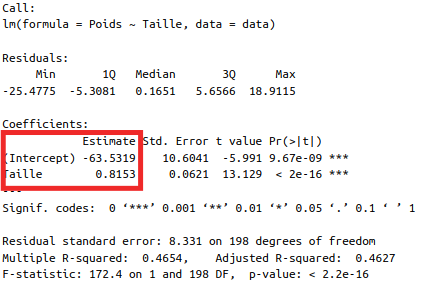 Call:
lm(formula = Poids ~ Taille, data = data)
Residuals:
Min 1Q Median 3Q Max
-25.4775 -5.3081 0.1651 5.6566 18.9115
Coefficients:
Estimate Std. Error t value Pr(>|t|)
(Intercept) -63.5319 10.6041 -5.991 9.67e-09 ***
Taille 0.8153 0.0621 13.129 < 2e-16 ***
---
Signif. codes: 0 ‘***’ 0.001 ‘**’ 0.01 ‘*’ 0.05 ‘.’ 0.1 ‘ ’ 1
Residual standard error: 8.331 on 198 degrees of freedom
Multiple R-squared: 0.4654, Adjusted R-squared: 0.4627
F-statistic: 172.4 on 1 and 198 DF, p-value: < 2.2e-16